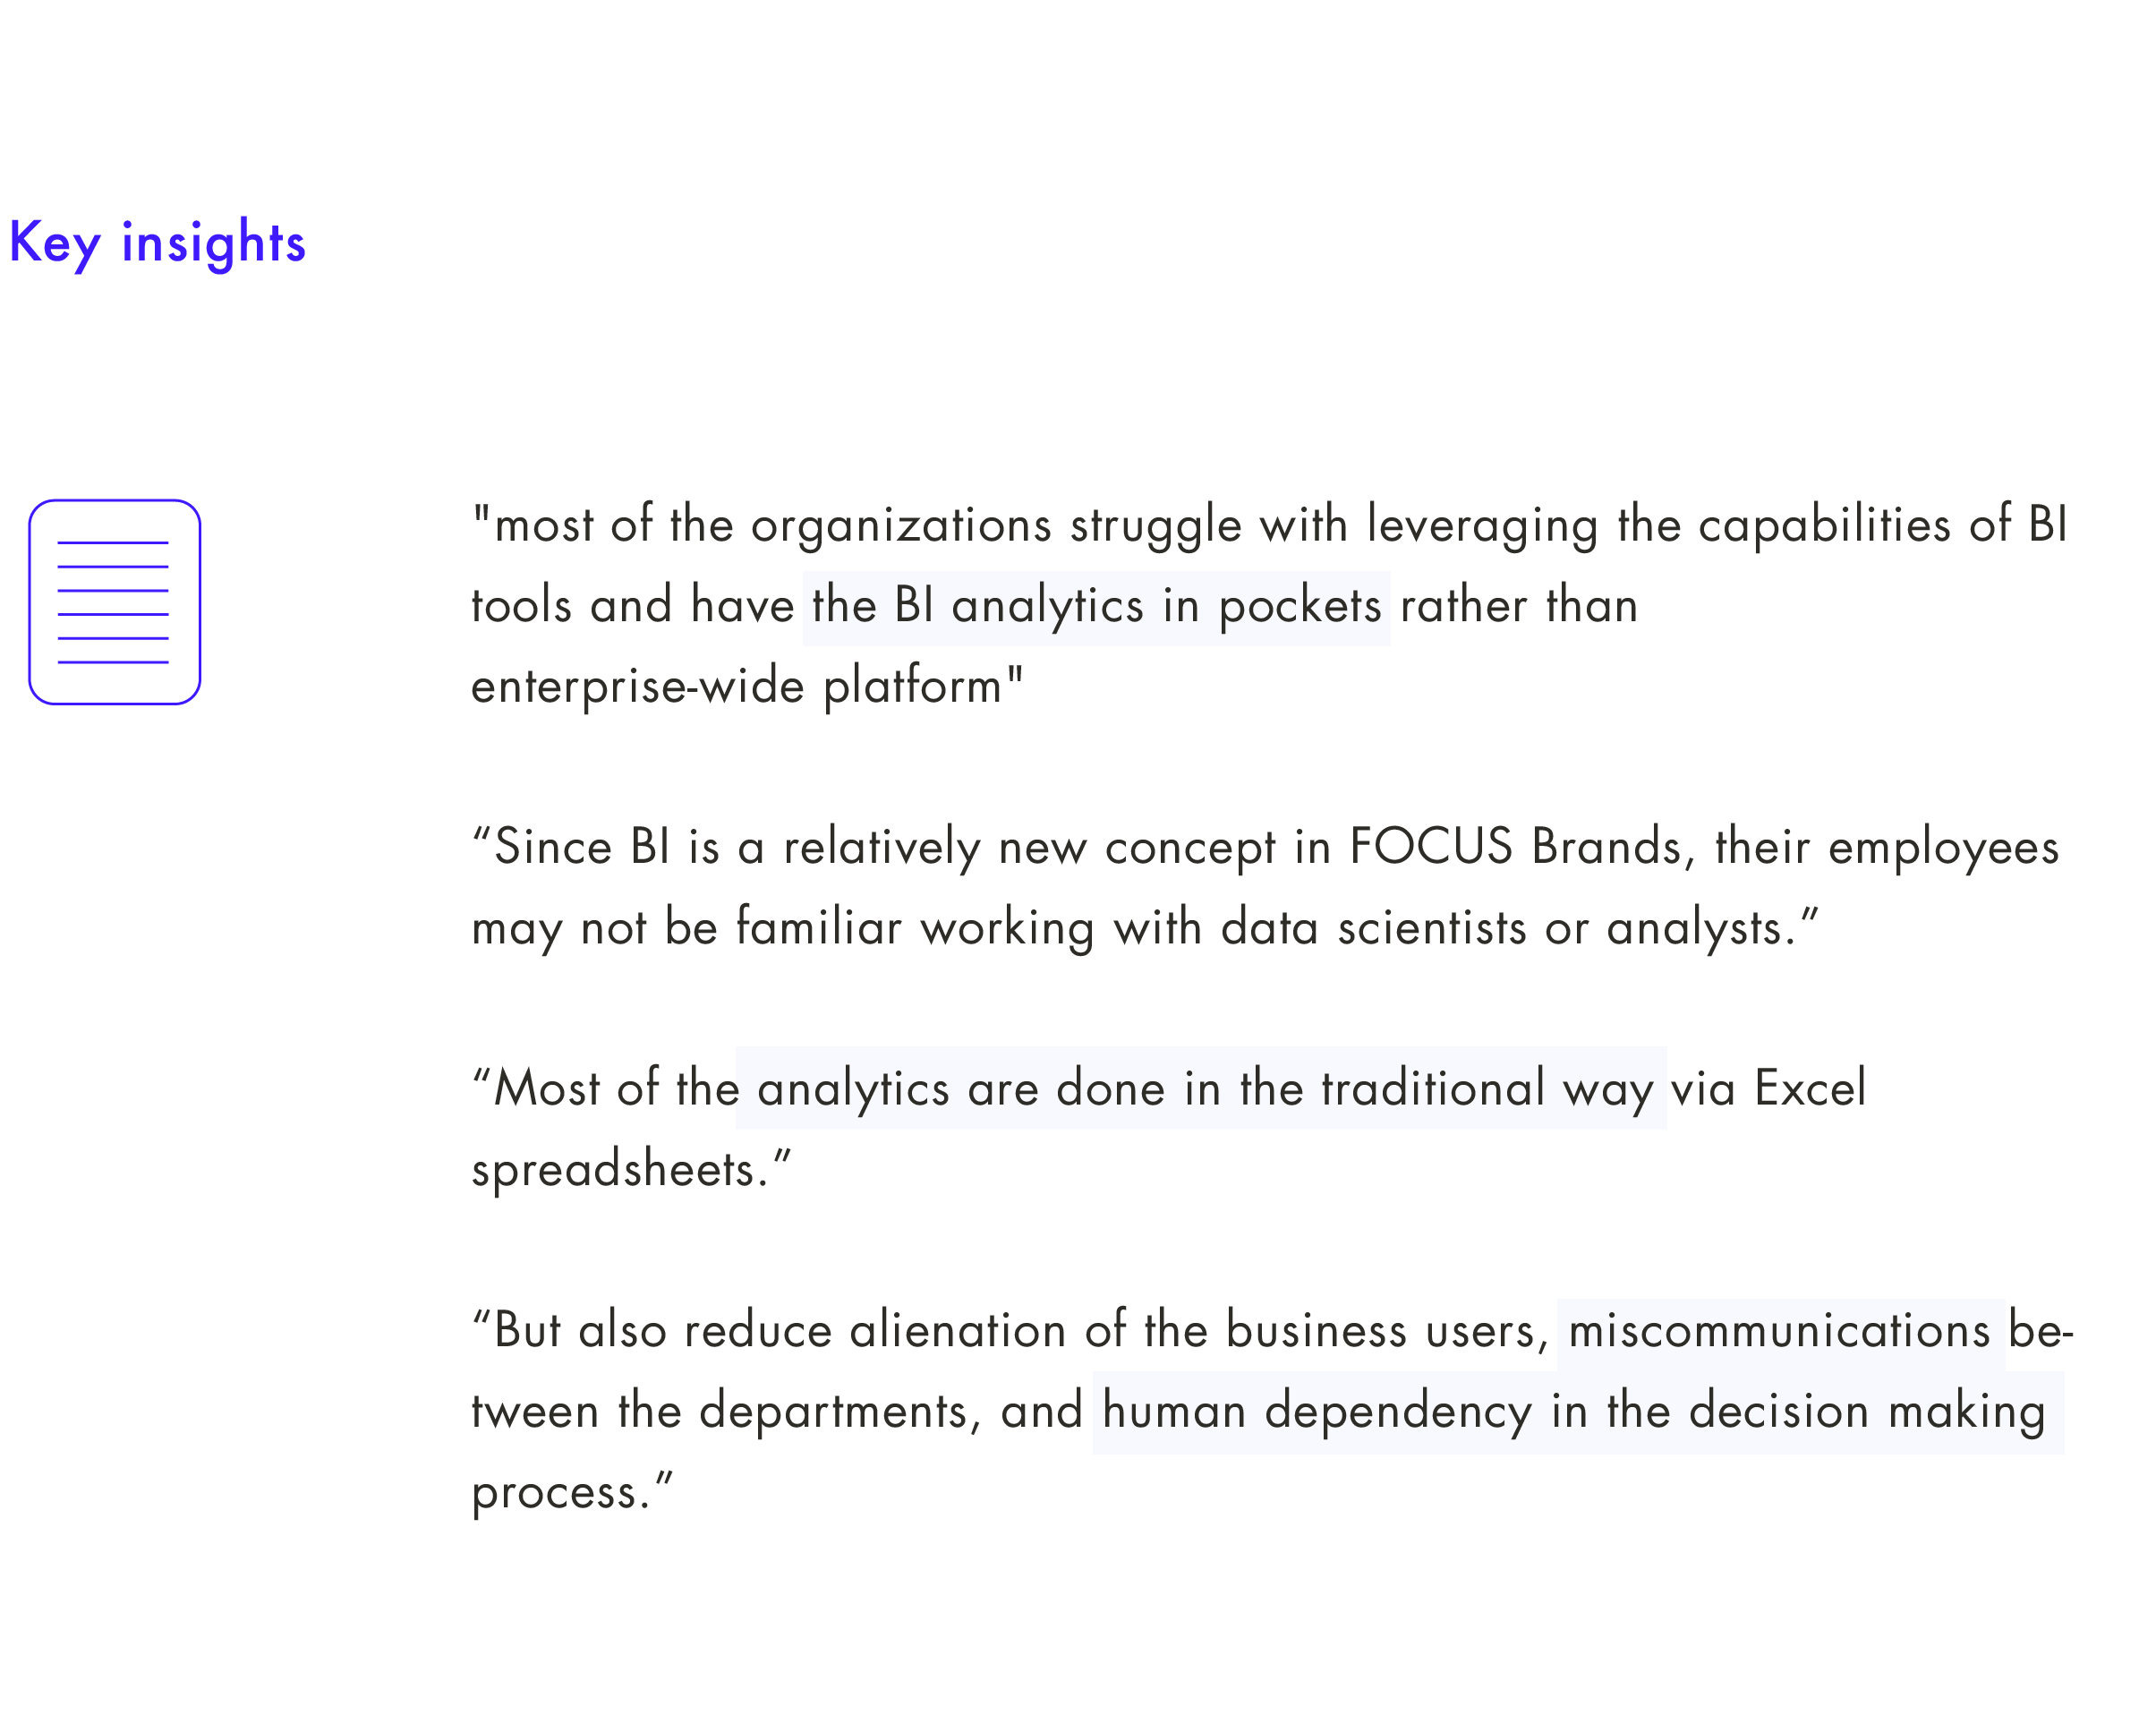 Key insights
"most of the organizations struggle with leveraging the capabilities of BI
tools and have the BI analytics in pockets rather than
enterprise-wide platform"
“Since BI is a relatively new concept in FOCUS Brands, their employees
may not be familiar working with data scientists or analysts.”
“Most of the analytics are done in the traditional way via Excel
spreadsheets.”
“But also reduce alienation of the business users, miscommunications be-
tween the departments, and human dependency in the decision making
process.”